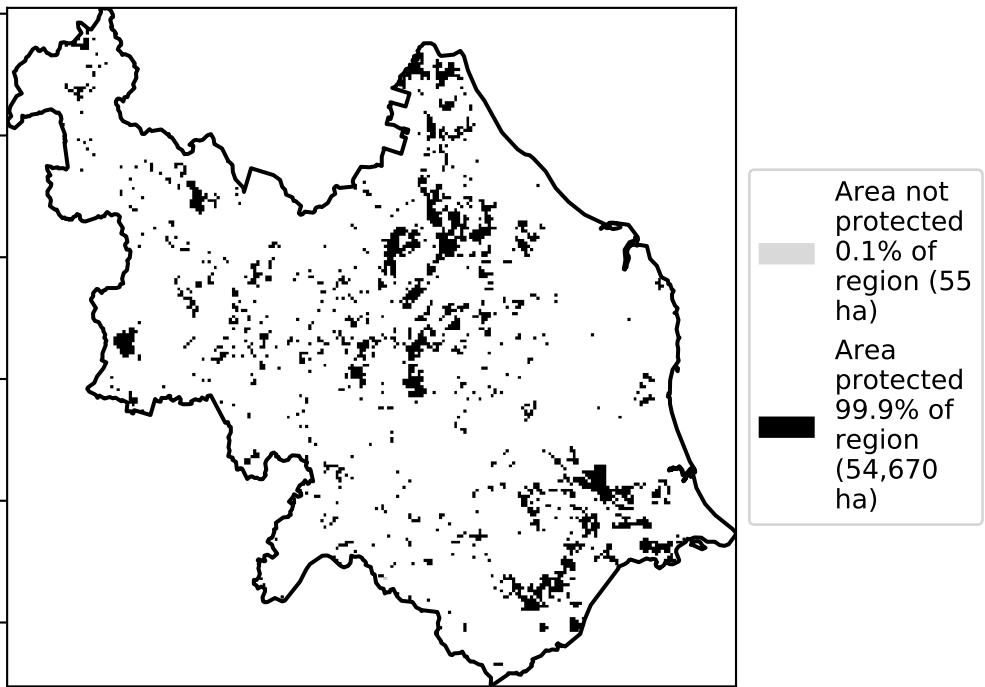 Area not
protected
0.1% of
region (55
ha)
Area
protected
99.9% of
region
(54,670
ha)